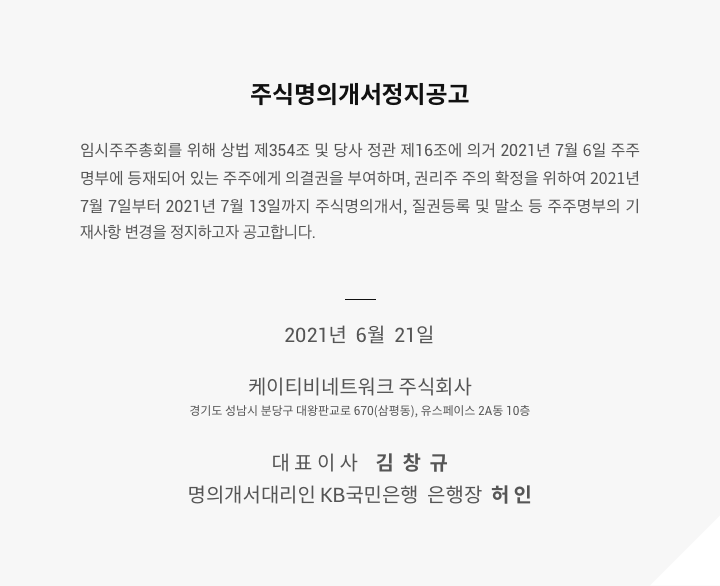 주식명의개서정지공고
임시주주총회를 위해 상법 제354조 및 당사 정관 제16조에 의거 2021년 7월 6일 주주
명부에 등재되어 있는 주주에게 의결권을 부여하며, 권리주 주의 확정을 위하여 2021년
7월 7일부터 2021년 7월 13일까지 주식명의개서, 질권등록 및 말소 등 주주명부의 기
재사항 변경을 정지하고자 공고합니다.
2021년 6월 21일
케이티비네트워크 주식회사
경기도 성남시 분당구 대왕판교로 670(삼평동), 유스페이스 2A동 10층
대 표 이 사 김 창 규
명의개서대리인 KB국민은행 은행장 허 인